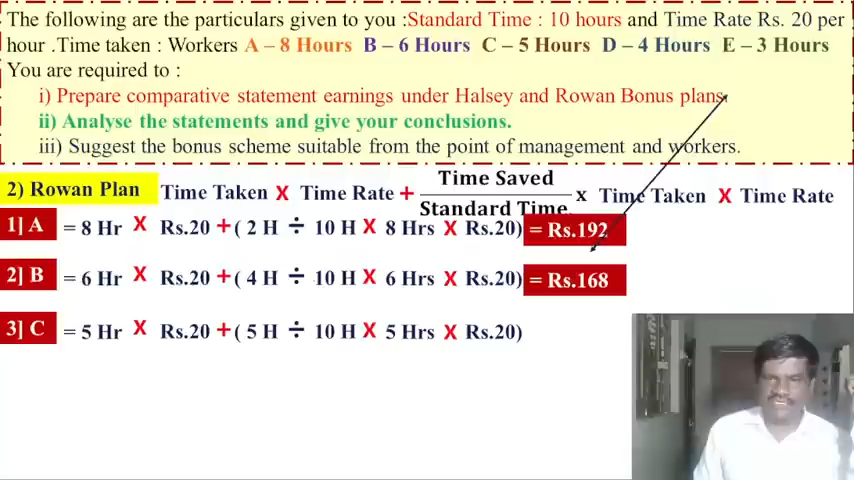 The following are the particulars given to you :Standard Time : 10 hours and Time Rate Rs. 20 per
hour .Time taken : Workers A – 8 Hours B – 6 Hours C – 5 Hours D – 4 Hours E – 3 Hours
You are required to :
i) Prepare comparative statement earnings under Halsey and Rowan Bonus plans.
ii) Analyse the statements and give your conclusions.
iii) Suggest the bonus scheme suitable from the point of management and workers.
2) Rowan Plan Time Taken X Time Rate + Time Saved / Standard Time. x Time Taken X Time Rate
1] A = 8 Hr X Rs.20 + ( 2 H ÷ 10 H X 8 Hrs X Rs.20) = Rs.192
2] B = 6 Hr X Rs.20 + ( 4 H ÷ 10 H X 6 Hrs X Rs.20) = Rs.168
3] C = 5 Hr X Rs.20 + ( 5 H ÷ 10 H X 5 Hrs X Rs.20)